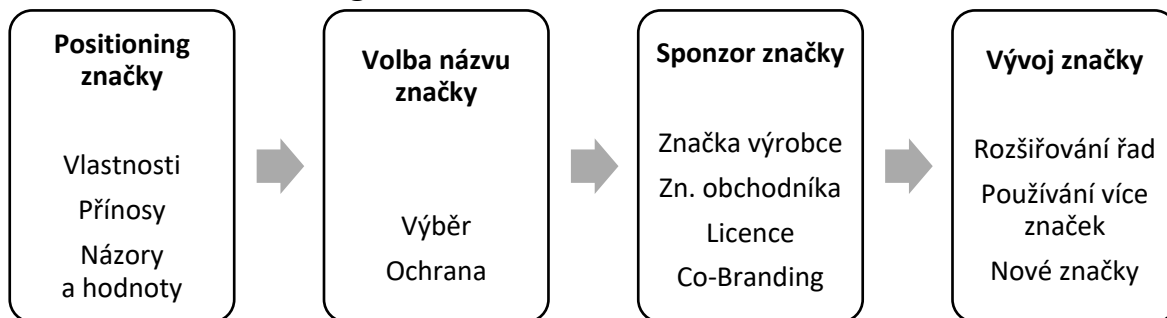 Positioning
značky
Vlastnosti
Přínosy
Názory
a hodnoty
Volba názvu
značky
Výběr
Ochrana
Sponzor značky
Značka výrobce
Zn. obchodníka
Licence
Co-Branding
Vývoj značky
Rozšiřování řad
Používání více
značek
Nové značky